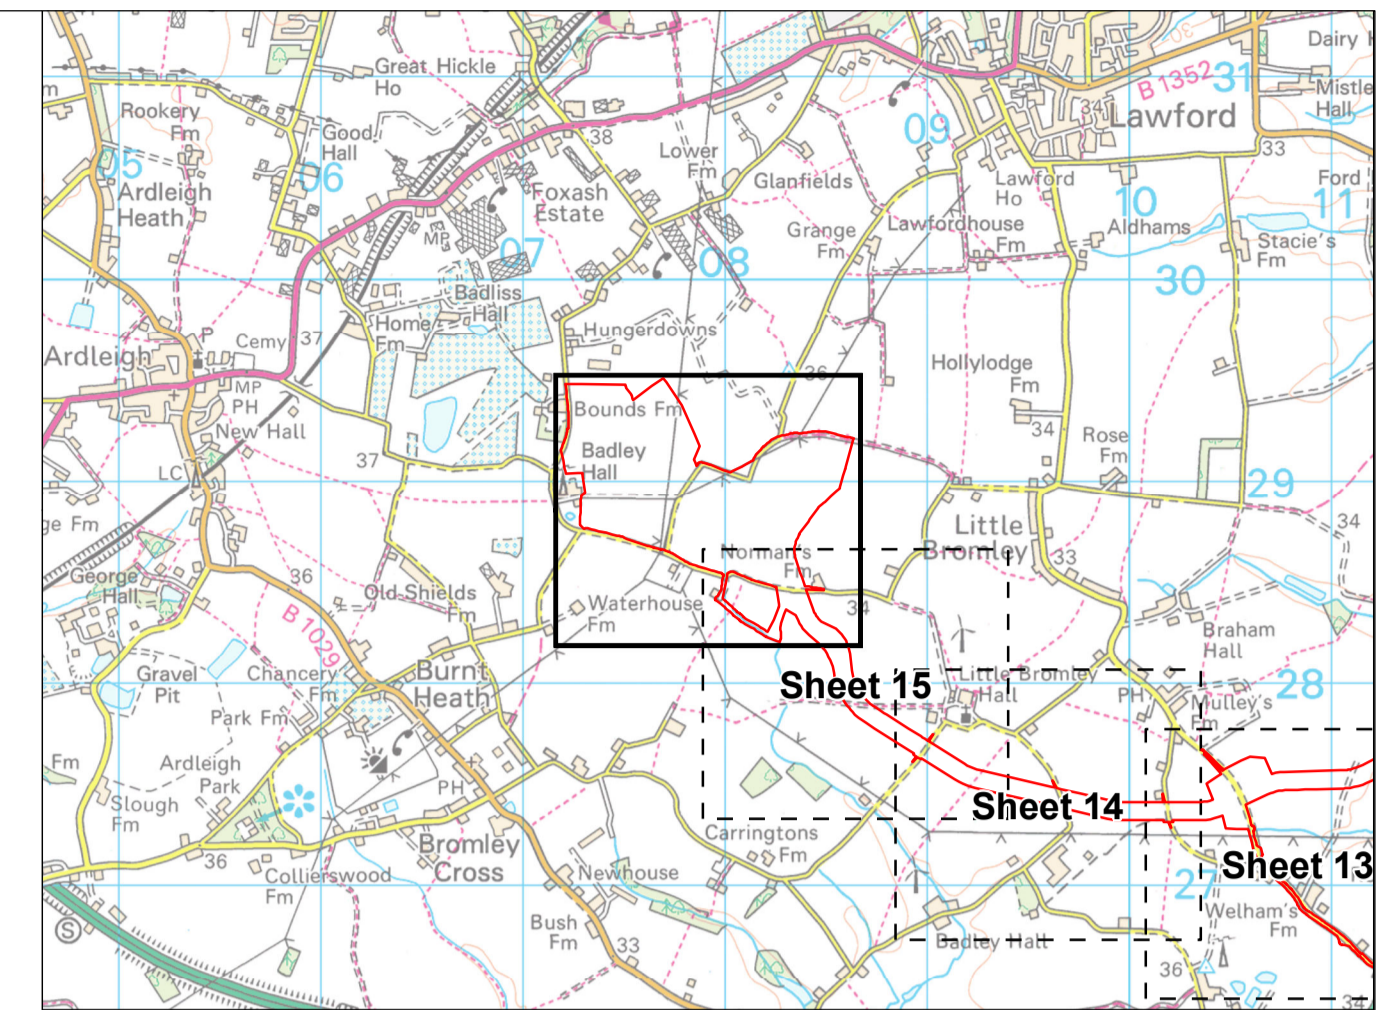 Great Hickle
Ho
Dairy H
B 1352
31
Mistle
Hall
Rookery
Fm
34
Lawford
Good
Hall
38
09
33
05
06
Lower
Fm
Glanfields
Lawford
Ho
Ford
Ardleigh
Heath
Foxash
Estate
10
11
MP
07
Grange
Fm
Lawfordhouse
Fm
Aldhams
Stacie's
Fm
08
30
Badliss
Hall
Home
Fm
Hungerdowns
P
Cemy
37
Ardleigh
MP
PH
36
Hollylodge
Fm
Bounds Fm
New Hall
34
Rose
Fm
LC
37
Badley
Hall
29
ge Fm
Little
Bromley
34
Norman's
Fm
33
George
Hall
36
Old Shields
Fm
Waterhouse
Fm
34
B 1029
Braham
Hall
Gravel
Pit
Chancery
Fm
Burnt
Heath
Sheet 15
Little Bromley
Hall
PH
28
Mulley's
Fm
Park Fm
Fm
Ardleigh
Park
PH
Slough
Fm
Sheet 14
36
Bromley
Cross
Carringtons
Fm
Sheet 13
Collierswood
Fm
Newhouse
27
Welham's
Fm
Bush
Fm
33
Badley Hall
S
36
34